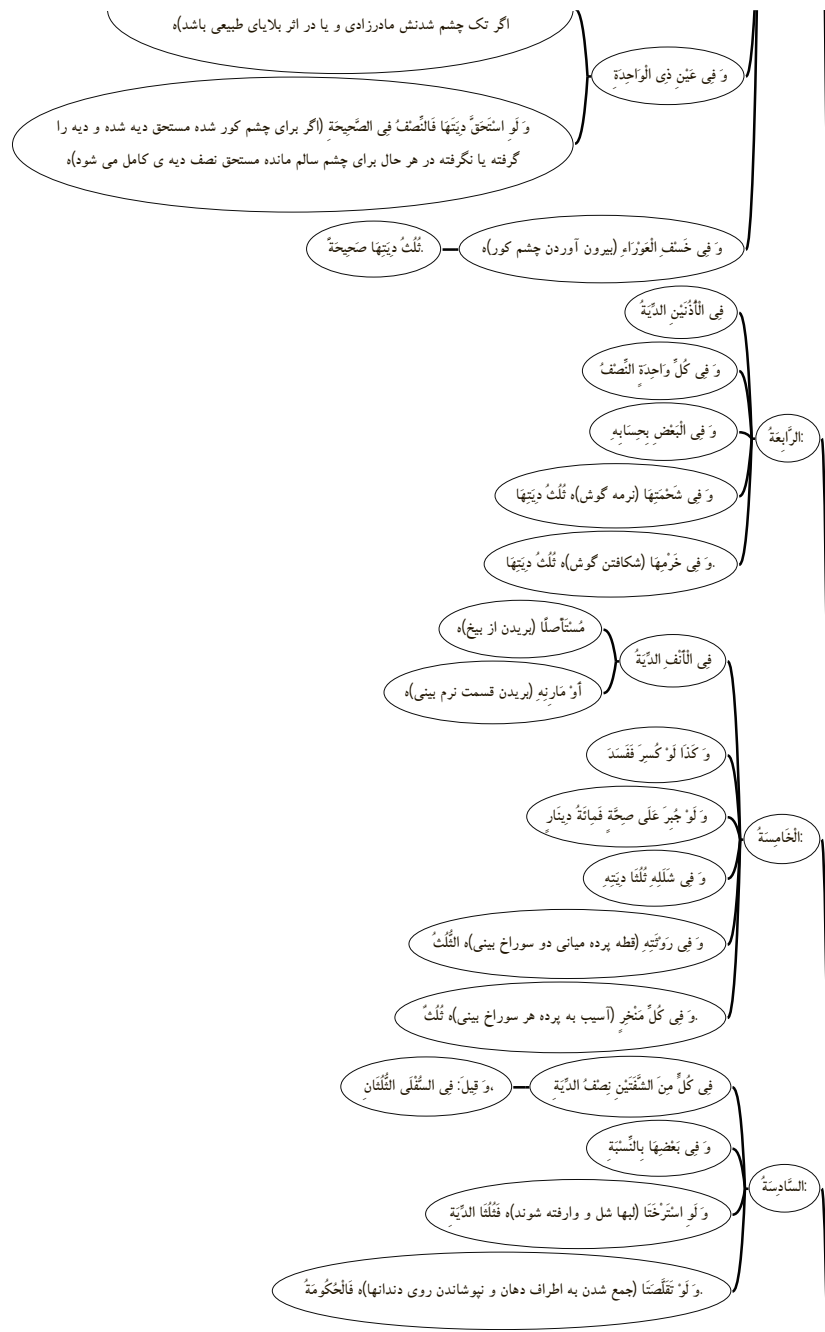 اگر تک چشم شدنش مادرزادی و یا در اثر بلایای طبیعی باشد)ه
وَ فِی عَیْنِ ذِی الْوَاحِدَةِ
وَ لَوِ اسْتَحَقَّ دِیَتَهَا فَالنِّصْفُ فِی الصَّحِیحَةِ (اگر برای چشم کور شده مستحق دیه شده و دیه را
گرفته یا نگرفته در هر حال برای چشم سالم مانده مستحق نصف دیه ی کامل می شود)ه
وَ فِی خَسْفِ الْعَوْرَاءِ (بیرون آوردن چشم کور)ه
.ثُلُثُ دِیَتِهَا صَحِیحَةً
الرَّابِعَةُ:
فِی الْأُذُنَیْنِ الدِّیَةُ
وَ فِی کُلِّ وَاحِدَةٍ النِّصْفُ
وَ فِی الْبَعْضِ بِحِسَابِهِ
وَ فِی شَحْمَتِهَا (نرمه گوش)ه ثُلُثُ دِیَتِهَا
.وَ فِی خَرْمِهَا (شکافتن گوش)ه ثُلُثُ دِیَتِهَا
الْخَامِسَةُ:
فِی الْأَنْفِ الدِّیَةُ
مُسْتَأْصَلًا (بریدن از بیخ)ه
أَوْ مَارِنِهِ (بریدن قسمت نرم بینی)ه
وَ کَذَا لَوْ کُسِرَ فَفَسَدَ
وَ لَوْ جُبِرَ عَلَی صِحَّةٍ فَمِائَةُ دِینَارٍ
وَ فِی شَلَلِهِ ثُلُثَا دِیَتِهِ
وَ فِی رَوْثَتِهِ (قطه پرده میانی دو سوراخ بینی)ه الثُّلُثُ
.وَ فِی کُلِّ مَنْخِرٍ (آسیب به پرده هر سوراخ بینی)ه ثُلُثٌ
السَّادِسَةُ:
فِی کُلٍّ مِنَ الشَّفَتَیْنِ نِصْفُ الدِّیَةِ
،وَ قِیلَ: فِی السُّفْلَی الثُّلُثَانِ
وَ فِی بَعْضِهَا بِالنِّسْبَةِ
وَ لَوِ اسْتَرْخَتَا (لبها شل و وارفته شوند)ه فَثُلُثَا الدِّیَةِ
.وَ لَوْ تَقَلَّصَتَا (جمع شدن به اطراف دهان و نپوشاندن روی دندانها)ه فَالْحُکُومَةُ